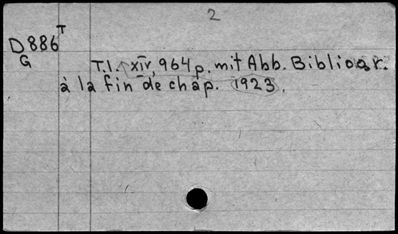 2
D886 T
G
T.1. xiv, 964 p. mit Abb. Bibliogr.
à la fin de chap. 1923.